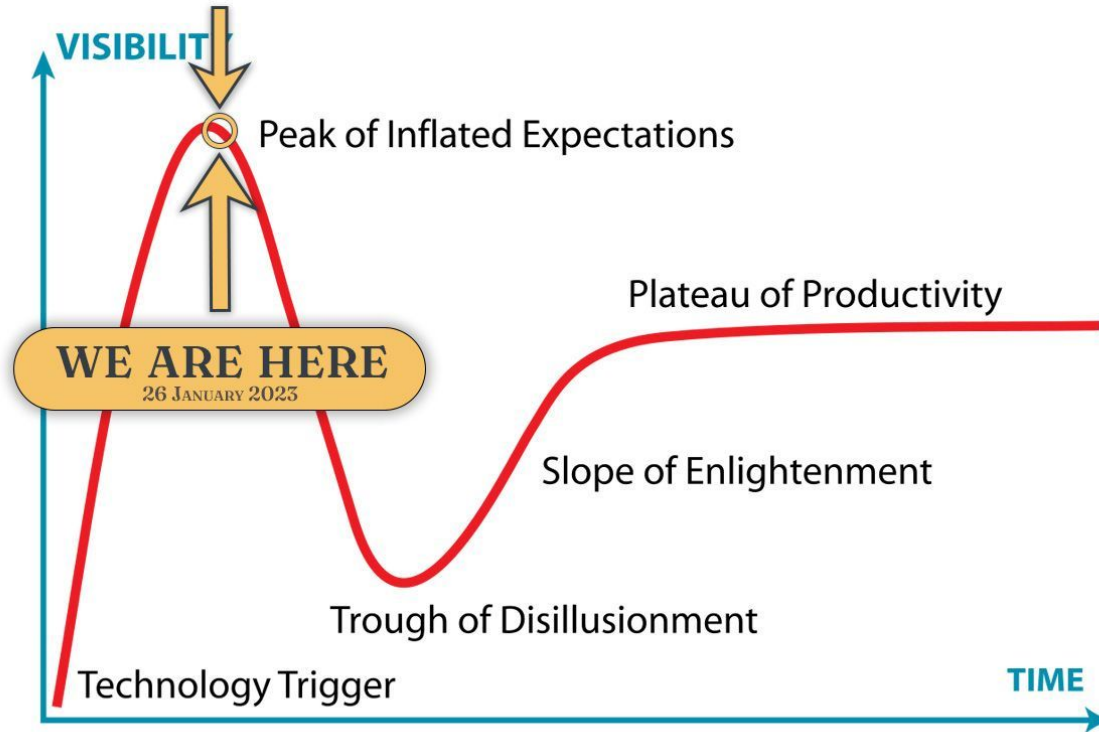 VISIBILITY
Peak of Inflated Expectations
Plateau of Productivity
WE ARE HERE
26 JANUARY 2023
Slope of Enlightenment
Trough of Disillusionment
Technology Trigger
TIME